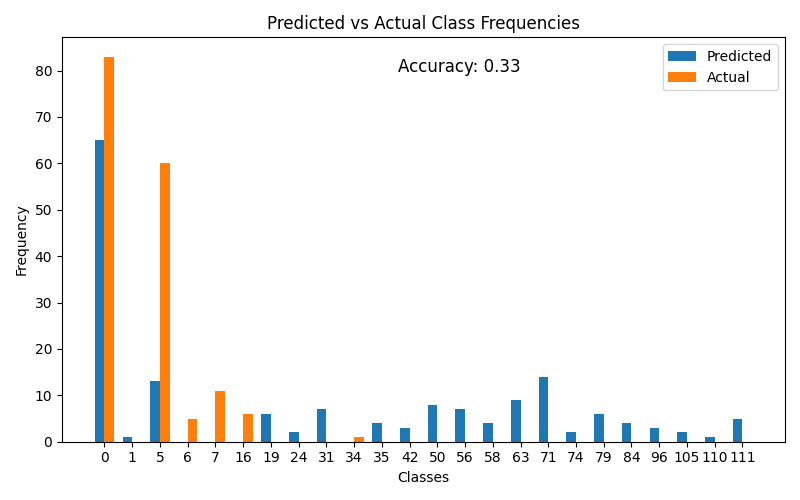 Predicted vs Actual Class Frequencies
Accuracy: 0.33
Predicted
Actual
Frequency
80
70
60
50
40
30
20
10
0
0 1 5 6 7 16 19 24 31 34 35 42 50 56 58 63 71 74 79 84 96 105 110 111
Classes